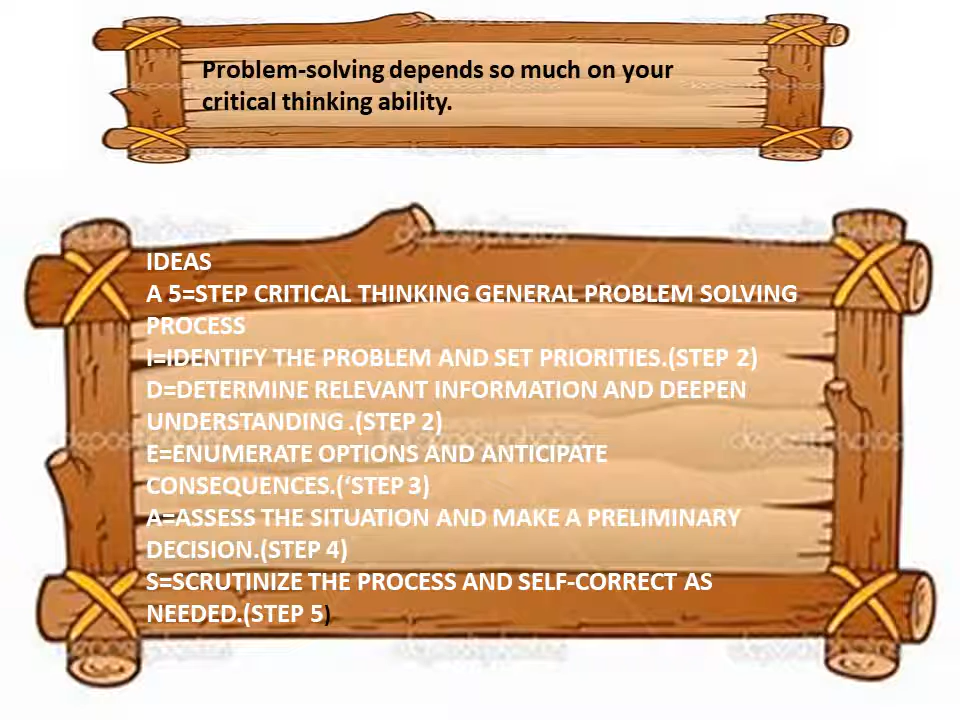 Problem-solving depends so much on your
critical thinking ability.
depositphotos
IDEAS
A 5=STEP CRITICAL THINKING GENERAL PROBLEM SOLVING
PROCESS
I=IDENTIFY THE PROBLEM AND SET PRIORITIES.(STEP 2)
D=DETERMINE RELEVANT INFORMATION AND DEEPEN
UNDERSTANDING .(STEP 2)
E=ENUMERATE OPTIONS AND ANTICIPATE
CONSEQUENCES.(‘STEP 3)
A=ASSESS THE SITUATION AND MAKE A PRELIMINARY
DECISION.(STEP 4)
S=SCRUTINIZE THE PROCESS AND SELF-CORRECT AS
NEEDED.(STEP 5)